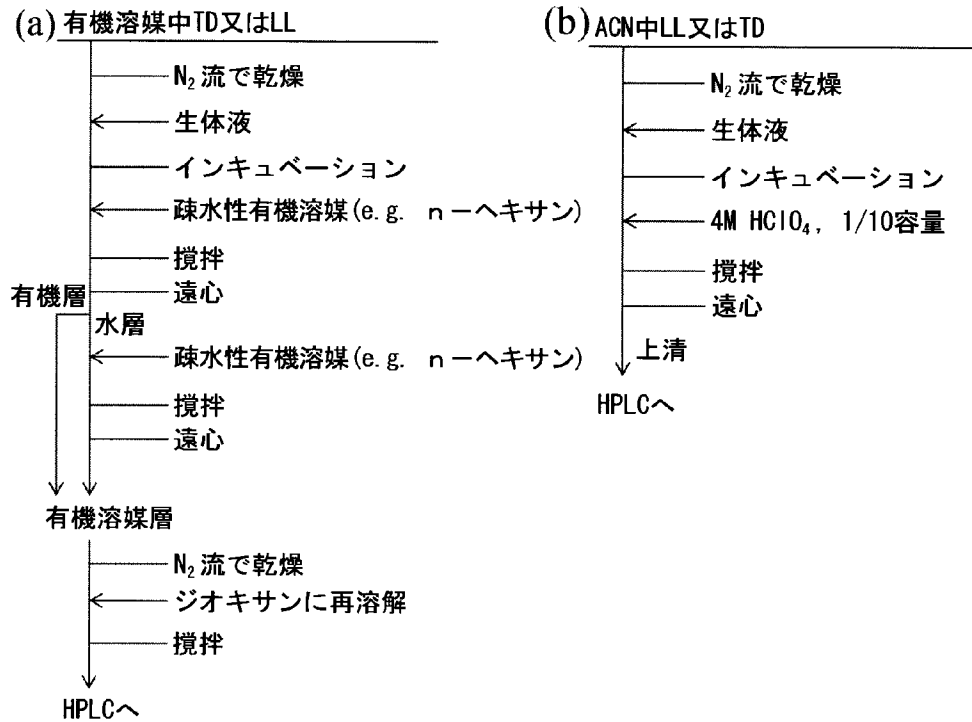 (a) 有機溶媒中TD又はLL
N₂流で乾燥
生体液
インキュベーション
疎水性有機溶媒(e.g. n－ヘキサン)
撹拌
遠心
有機層
水層
疎水性有機溶媒(e.g. n－ヘキサン)
撹拌
遠心
有機溶媒層
N₂流で乾燥
ジオキサンに再溶解
撹拌
HPLCへ
(b) ACN中LL又はTD
N₂流で乾燥
生体液
インキュベーション
4M HClO₄, 1/10容量
撹拌
遠心
上清
HPLCへ